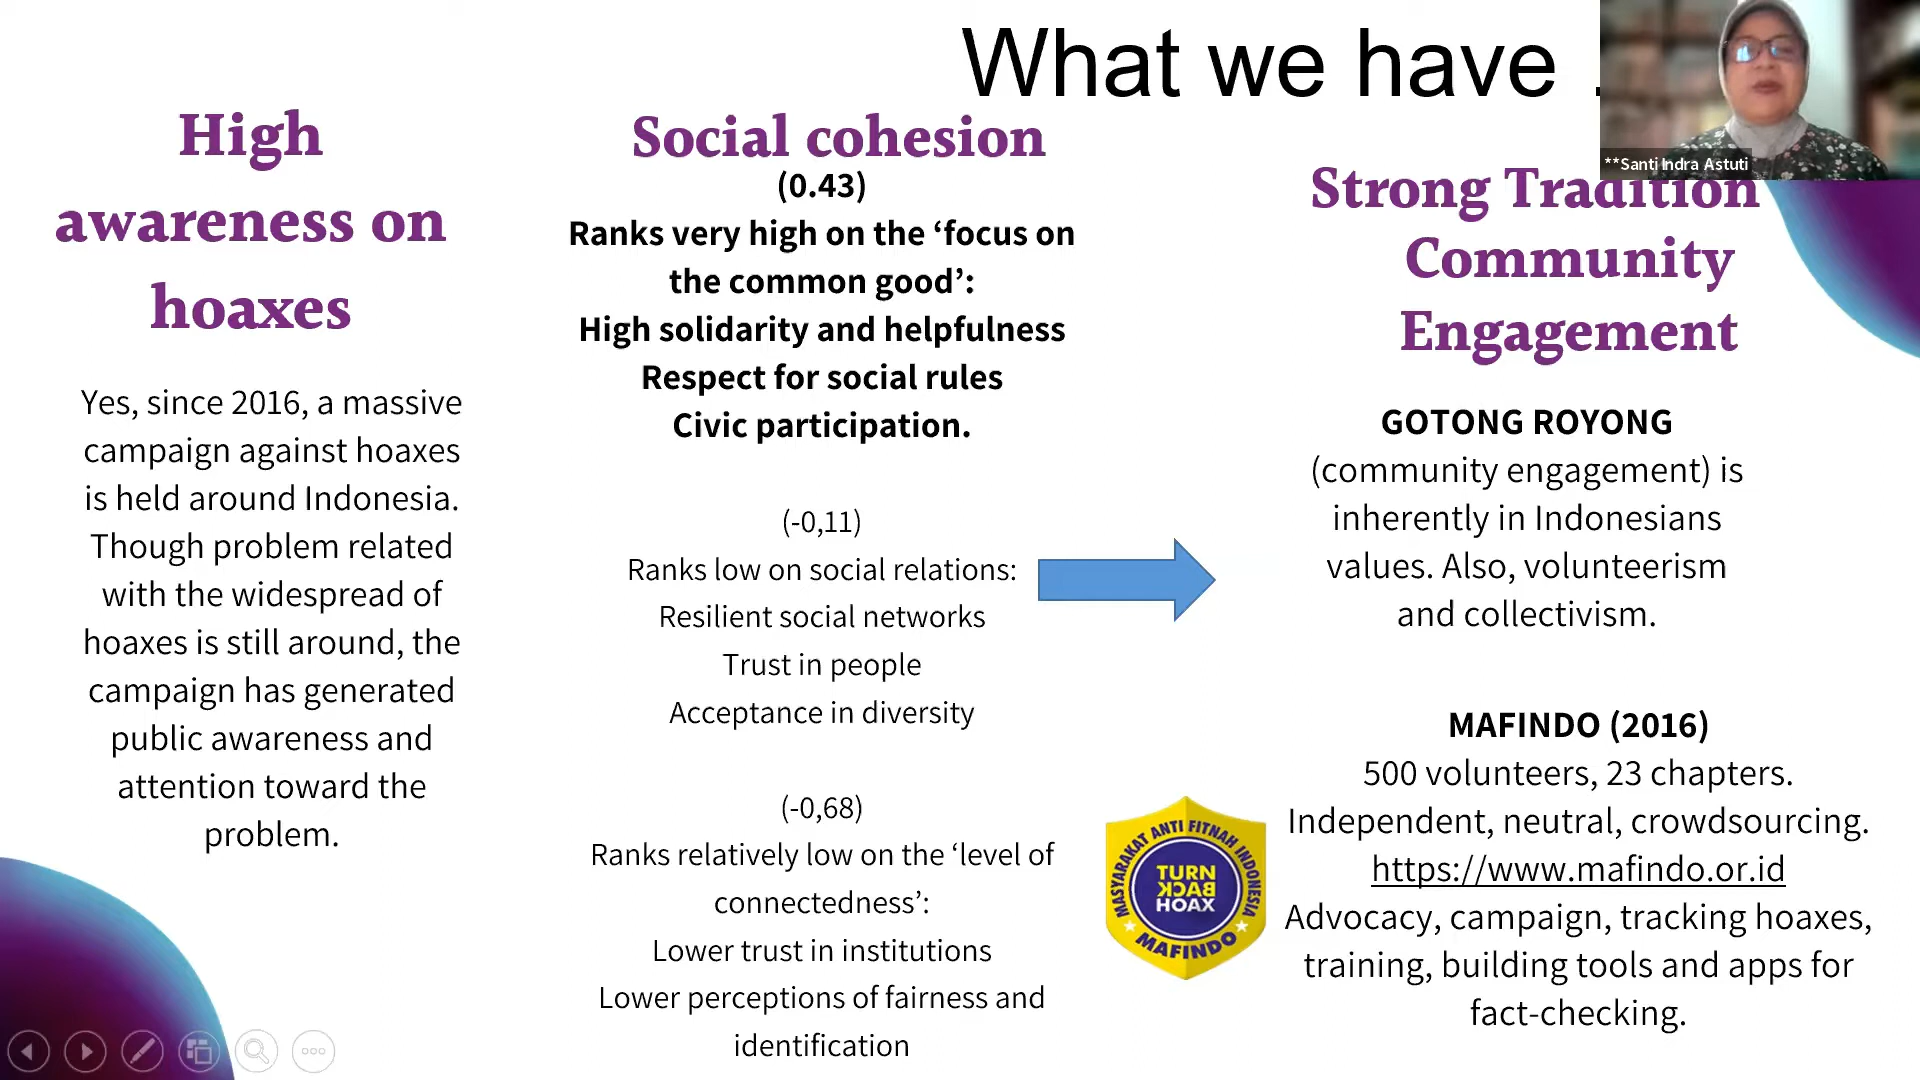 What we have .
High
awareness on
hoaxes
Yes, since 2016, a massive
campaign against hoaxes
is held around Indonesia.
Though problem related
with the widespread of
hoaxes is still around, the
campaign has generated
public awareness and
attention toward the
problem.
Social cohesion
(0.43)
Ranks very high on the ‘focus on
the common good’:
High solidarity and helpfulness
Respect for social rules
Civic participation.
(-0,11)
Ranks low on social relations:
Resilient social networks
Trust in people
Acceptance in diversity
(-0,68)
Ranks relatively low on the ‘level of
connectedness’:
Lower trust in institutions
Lower perceptions of fairness and
identification
**Santi Indra Astuti
Strong Tradition
Community
Engagement
GOTONG ROYONG
(community engagement) is
inherently in Indonesians
values. Also, volunteerism
and collectivism.
MAFINDO (2016)
500 volunteers, 23 chapters.
Independent, neutral, crowdsourcing.
https://www.mafindo.or.id
Advocacy, campaign, tracking hoaxes,
training, building tools and apps for
fact-checking.
MASYARAKAT ANTI FITNAH INDONESIA
TURN
BACK
HOAX
MAFINDO